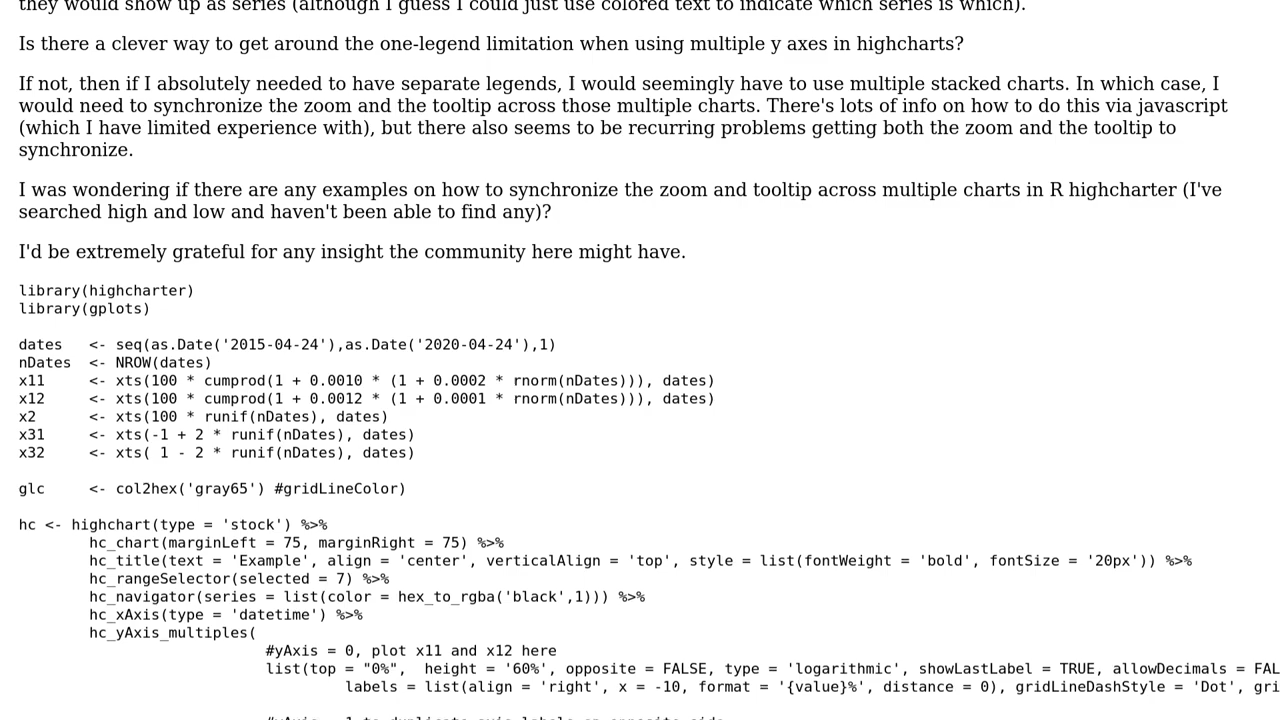 they would show up as series (although I guess I could just use colored text to indicate which series is which).
Is there a clever way to get around the one-legend limitation when using multiple y axes in highcharts?
If not, then if I absolutely needed to have separate legends, I would seemingly have to use multiple stacked charts. In which case, I
would need to synchronize the zoom and the tooltip across those multiple charts. There's lots of info on how to do this via javascript
(which I have limited experience with), but there also seems to be recurring problems getting both the zoom and the tooltip to
synchronize.
I was wondering if there are any examples on how to synchronize the zoom and tooltip across multiple charts in R highcharter (I've
searched high and low and haven't been able to find any)?
I'd be extremely grateful for any insight the community here might have.
library(highcharter)
library(gplots)
dates   <- seq(as.Date('2015-04-24'),as.Date('2020-04-24'),1)
nDates  <- NROW(dates)
x11     <- xts(100 * cumprod(1 + 0.0010 * (1 + 0.0002 * rnorm(nDates))), dates)
x12     <- xts(100 * cumprod(1 + 0.0012 * (1 + 0.0001 * rnorm(nDates))), dates)
x2      <- xts(100 * runif(nDates), dates)
x31     <- xts(-1 + 2 * runif(nDates), dates)
x32     <- xts( 1 - 2 * runif(nDates), dates)
glc     <- col2hex('gray65') #gridLineColor)
hc <- highchart(type = 'stock') %>%
        hc_chart(marginLeft = 75, marginRight = 75) %>%
        hc_title(text = 'Example', align = 'center', verticalAlign = 'top', style = list(fontWeight = 'bold', fontSize = '20px')) %>%
        hc_rangeSelector(selected = 7) %>%
        hc_navigator(series = list(color = hex_to_rgba('black',1))) %>%
        hc_xAxis(type = 'datetime') %>%
        hc_yAxis_multiples(
                            #yAxis = 0, plot x11 and x12 here
                            list(top = "0%",  height = '60%', opposite = FALSE, type = 'logarithmic', showLastLabel = TRUE, allowDecimals = FAL
                                     labels = list(align = 'right', x = -10, format = '{value}%', distance = 0), gridLineDashStyle = 'Dot', gri